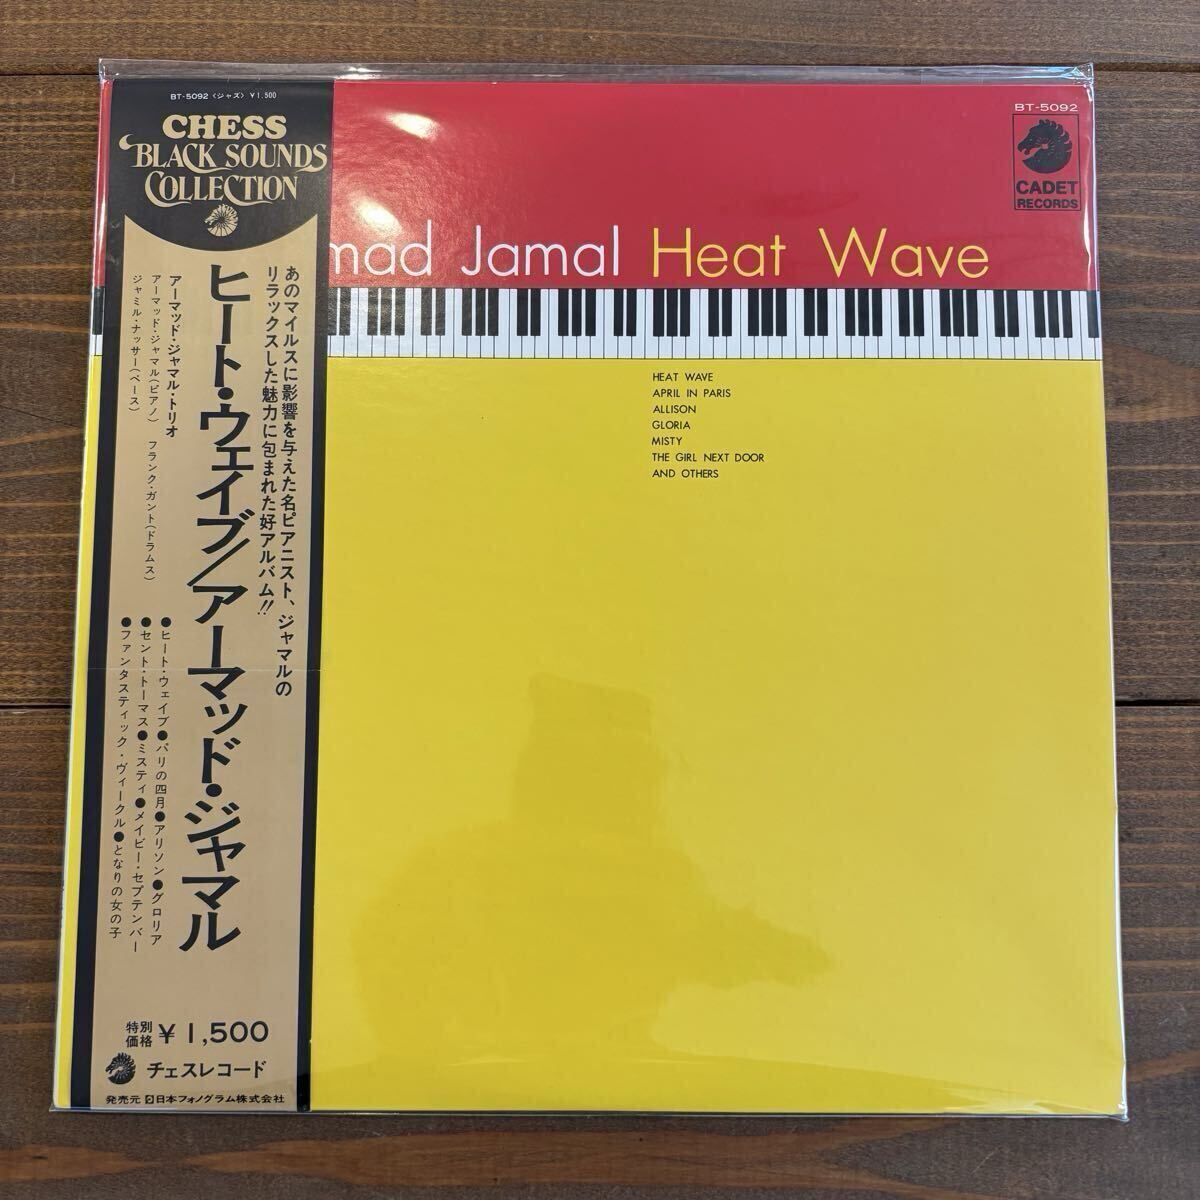 BT-5092〈ジャズ〉¥1,500
CHESS
BLACK SOUNDS
COLLECTION
あのマイルスに影響を与えた名ピアニスト、ジャマルの
リラックスした魅力に包まれた好アルバム!!
ヒート・ウェイブ/アーマッド・ジャマル
アーマッド・ジャマル・トリオ
アーマッド・ジャマル(ピアノ) フランク・ガント(ドラムス)
ジャミル・ナッサー(ベース)
●ヒート・ウェイブ●パリの四月●アリソン●グロリア
●セント・トーマス●ミスティ●メイビー・セプテンバー
●ファンタスティック・ヴィークル●となりの女の子
特別価格 ¥1,500
チェスレコード
発売元 日本フォノグラム株式会社
BT-5092
CADET
RECORDS
mad Jamal Heat Wave
HEAT WAVE
APRIL IN PARIS
ALLISON
GLORIA
MISTY
THE GIRL NEXT DOOR
AND OTHERS